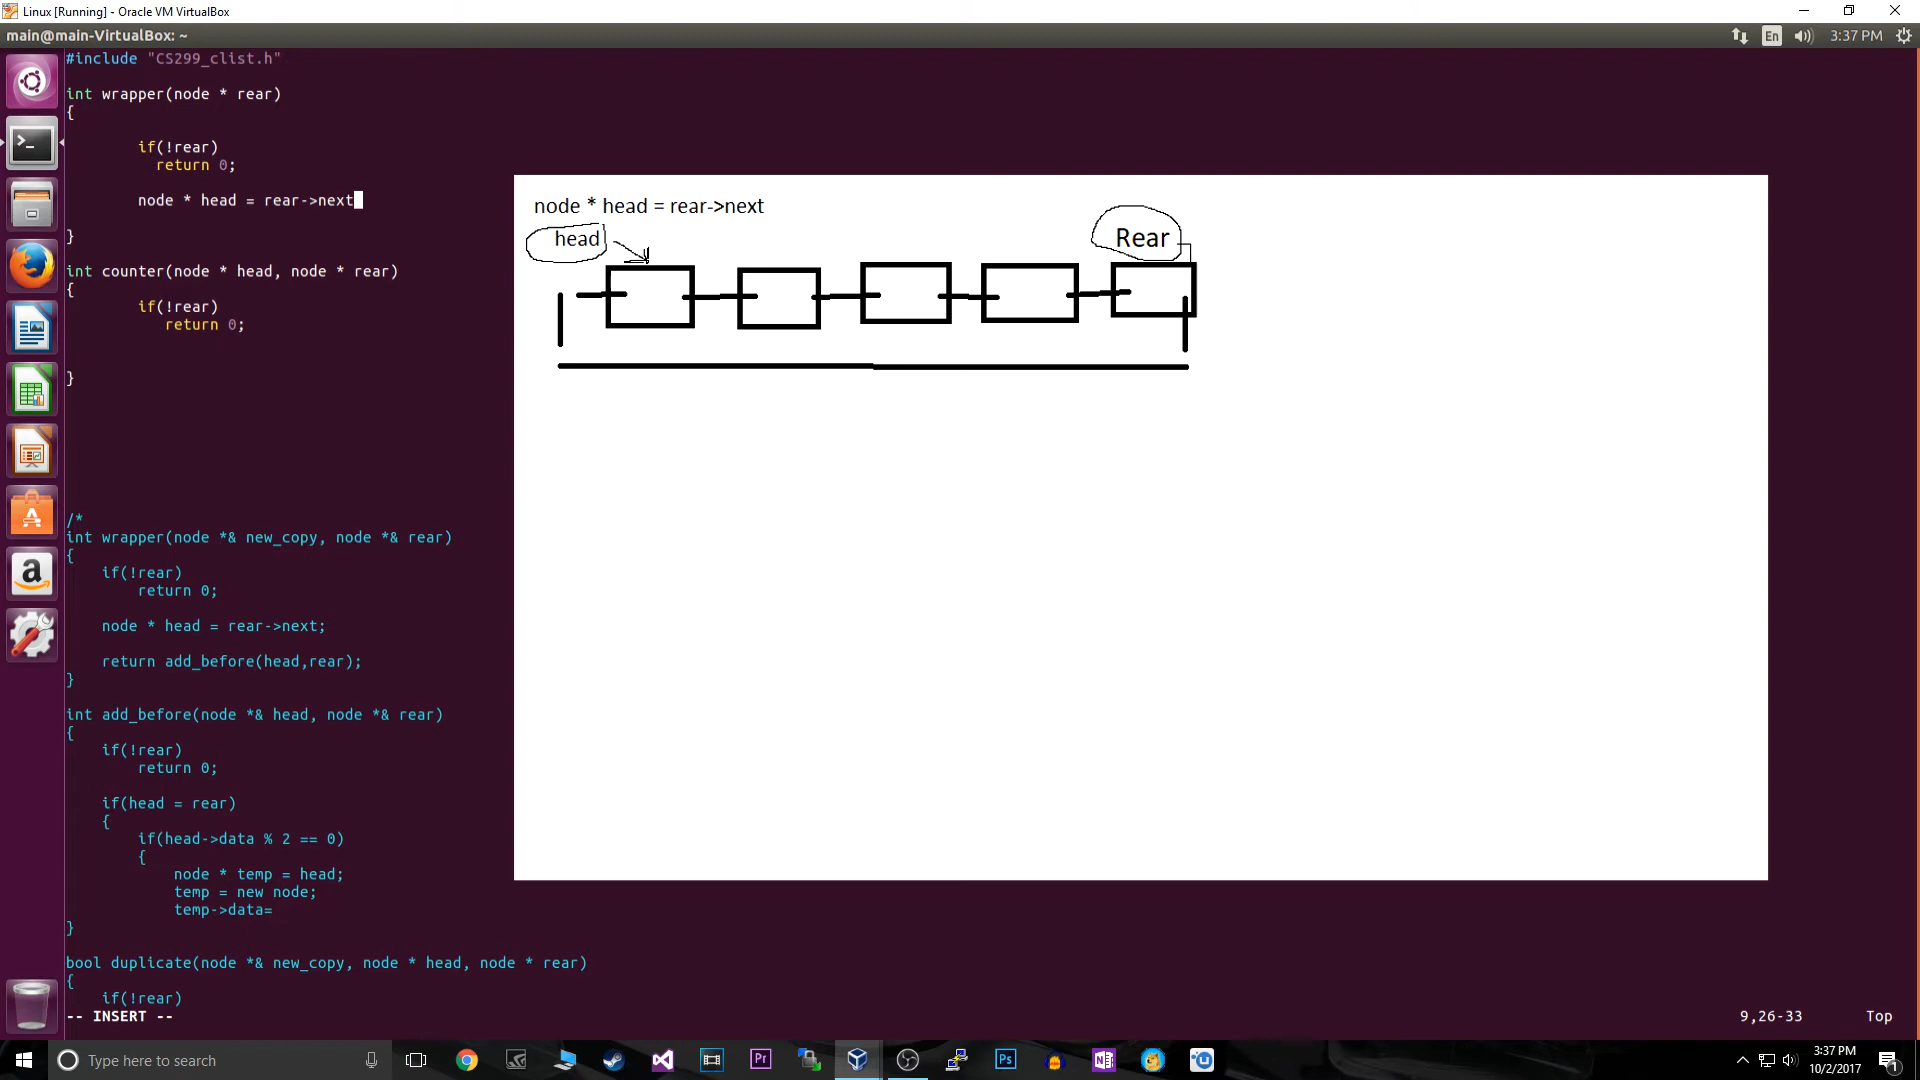 Linux [Running] - Oracle VM VirtualBox
main@main-VirtualBox: ~
En
3:37 PM
#include "CS299_clist.h"
int wrapper(node * rear)
{
if(!rear)
return 0;
node * head = rear->next
}
int counter(node * head, node * rear)
{
if(!rear)
return 0;
}
/*
int wrapper(node *& new_copy, node *& rear)
{
if(!rear)
return 0;
node * head = rear->next;
return add_before(head,rear);
}
int add_before(node *& head, node *& rear)
{
if(!rear)
return 0;
if(head = rear)
{
if(head->data % 2 == 0)
{
node * temp = head;
temp = new node;
temp->data=
}
bool duplicate(node *& new_copy, node * head, node * rear)
{
if(!rear)
-- INSERT --
9,26-33
Top
node * head = rear->next
head
Rear
Type here to search
3:37 PM
10/2/2017